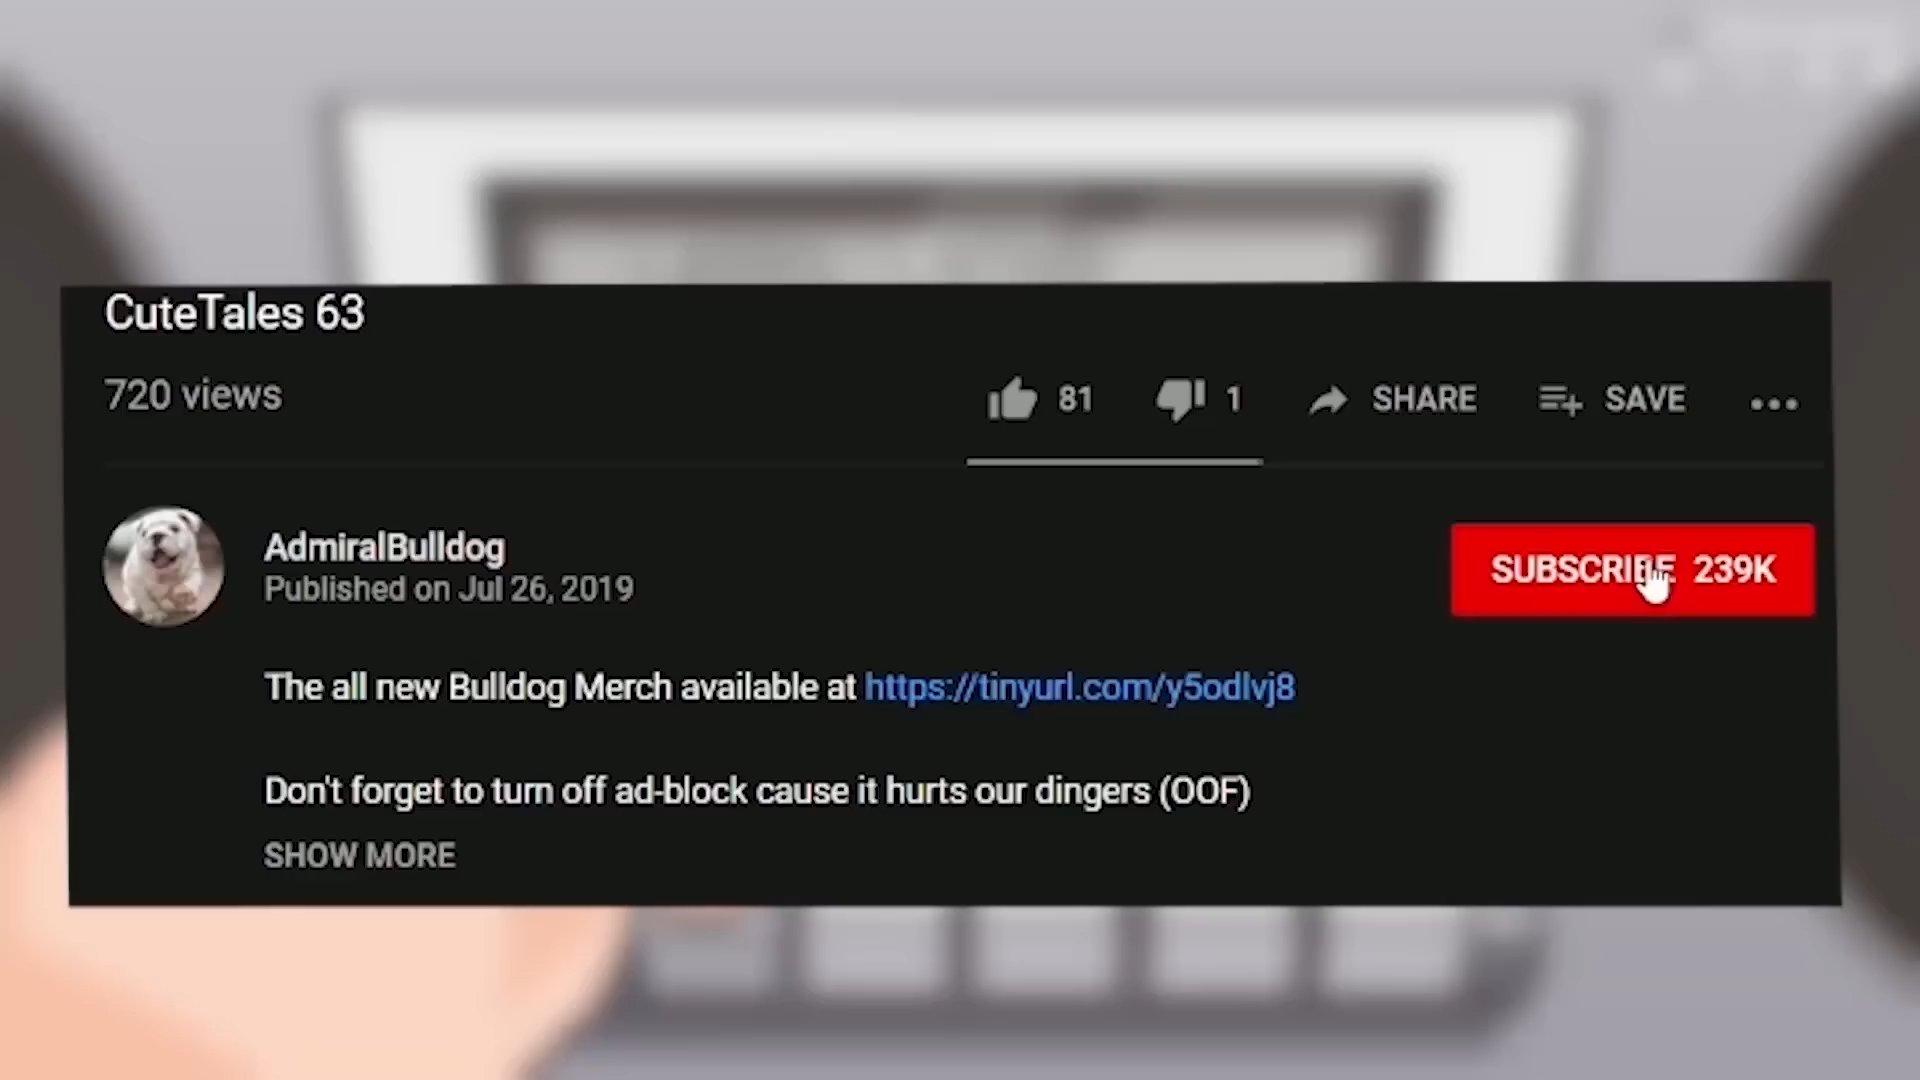 CuteTales 63
720 views
81 1 SHARE SAVE
AdmiralBulldog
Published on Jul 26, 2019
SUBSCRIBE 239K
The all new Bulldog Merch available at https://tinyurl.com/y5odlvj8
Don't forget to turn off ad-block cause it hurts our dingers (OOF)
SHOW MORE